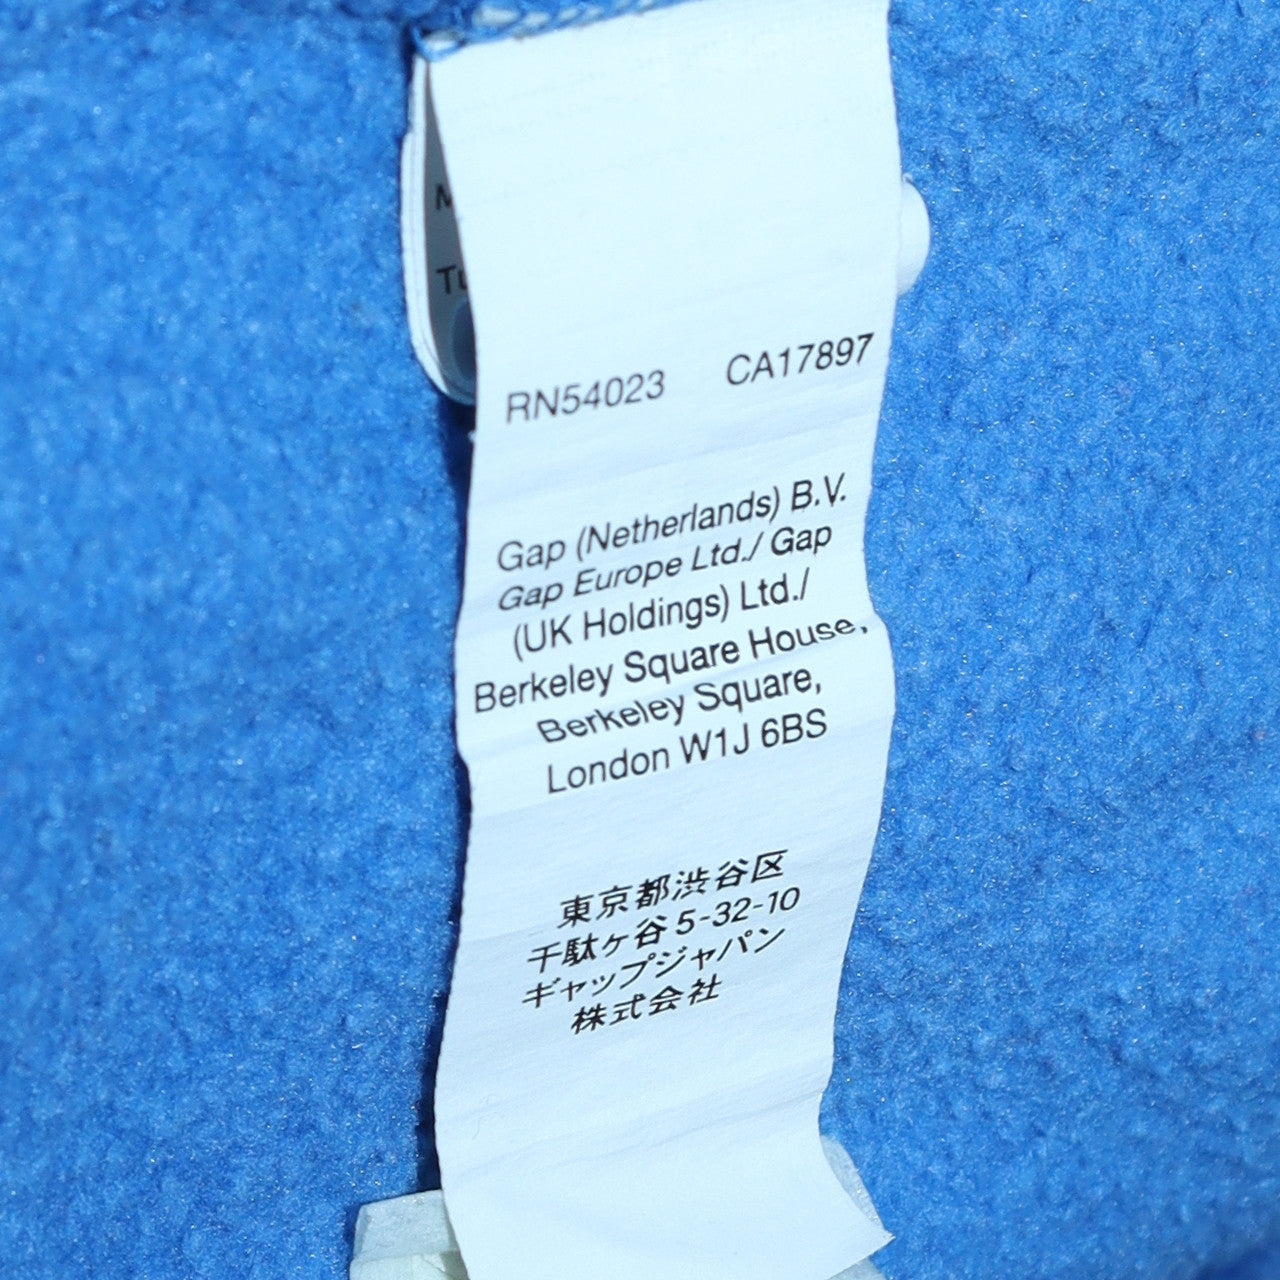 RN54023 CA17897
Gap (Netherlands) B.V.
Gap Europe Ltd./ Gap
(UK Holdings) Ltd./
Berkeley Square House,
Berkeley Square,
London W1J 6BS
東京都渋谷区
千駄ヶ谷 5-32-10
ギャップジャパン
株式会社